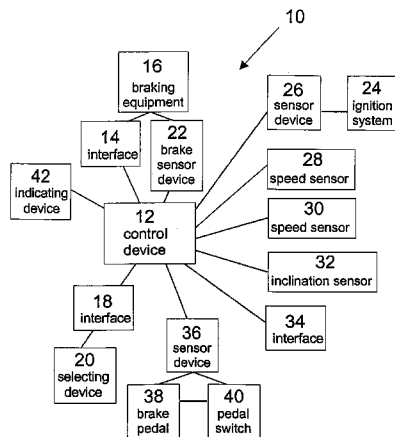 10
16
braking
equipment
26
sensor
device
24
ignition
system
14
interface
22
brake
sensor
device
28
speed sensor
42
indicating
device
12
control
device
30
speed sensor
32
inclination sensor
18
interface
34
interface
36
sensor
device
20
selecting
device
38
brake
pedal
40
pedal
switch